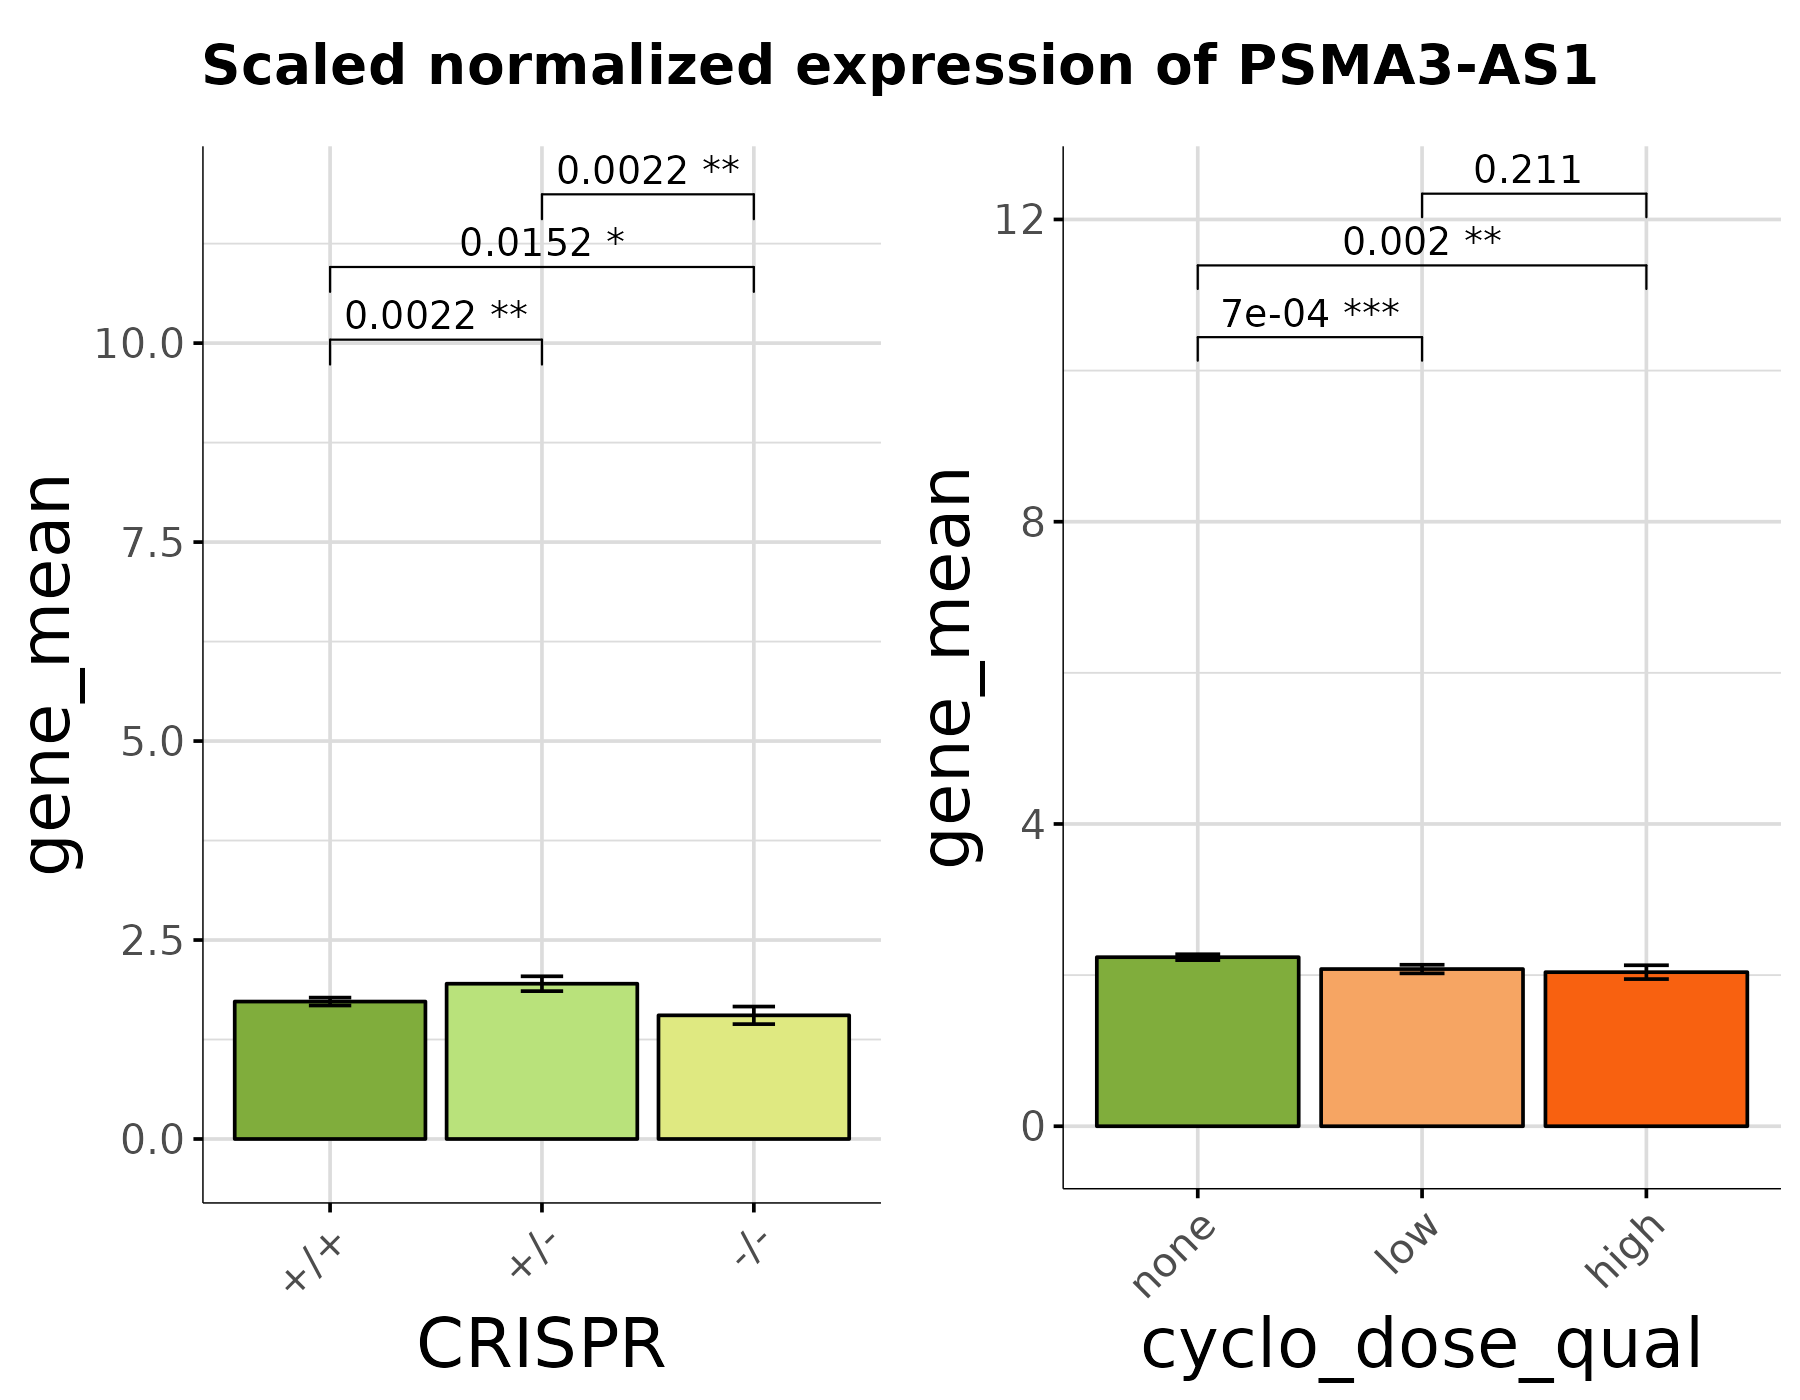 Scaled normalized expression of PSMA3-AS1
gene_mean
10.0
7.5
5.0
2.5
0.0
0.0022 **
0.0152 *
0.0022 **
+/+
+/-
-/-
CRISPR
gene_mean
12
8
4
0
0.211
0.002 **
7e-04 ***
none
low
high
cyclo_dose_qual